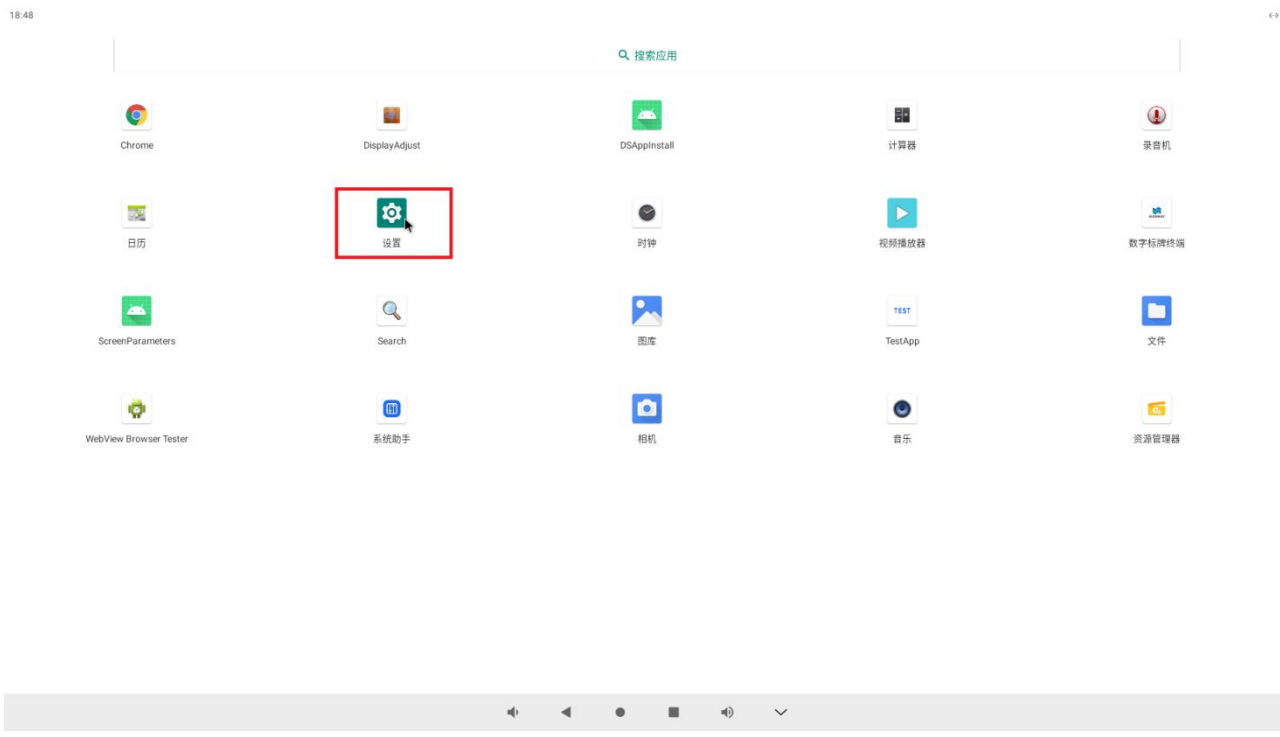 18:48
搜索应用
Chrome
DisplayAdjust
DSAppInstall
计算器
录音机
日历
设置
时钟
视频播放器
数字标牌终端
ScreenParameters
Search
图库
TEST
TestApp
文件
WebView Browser Tester
系统助手
相机
音乐
资源管理器